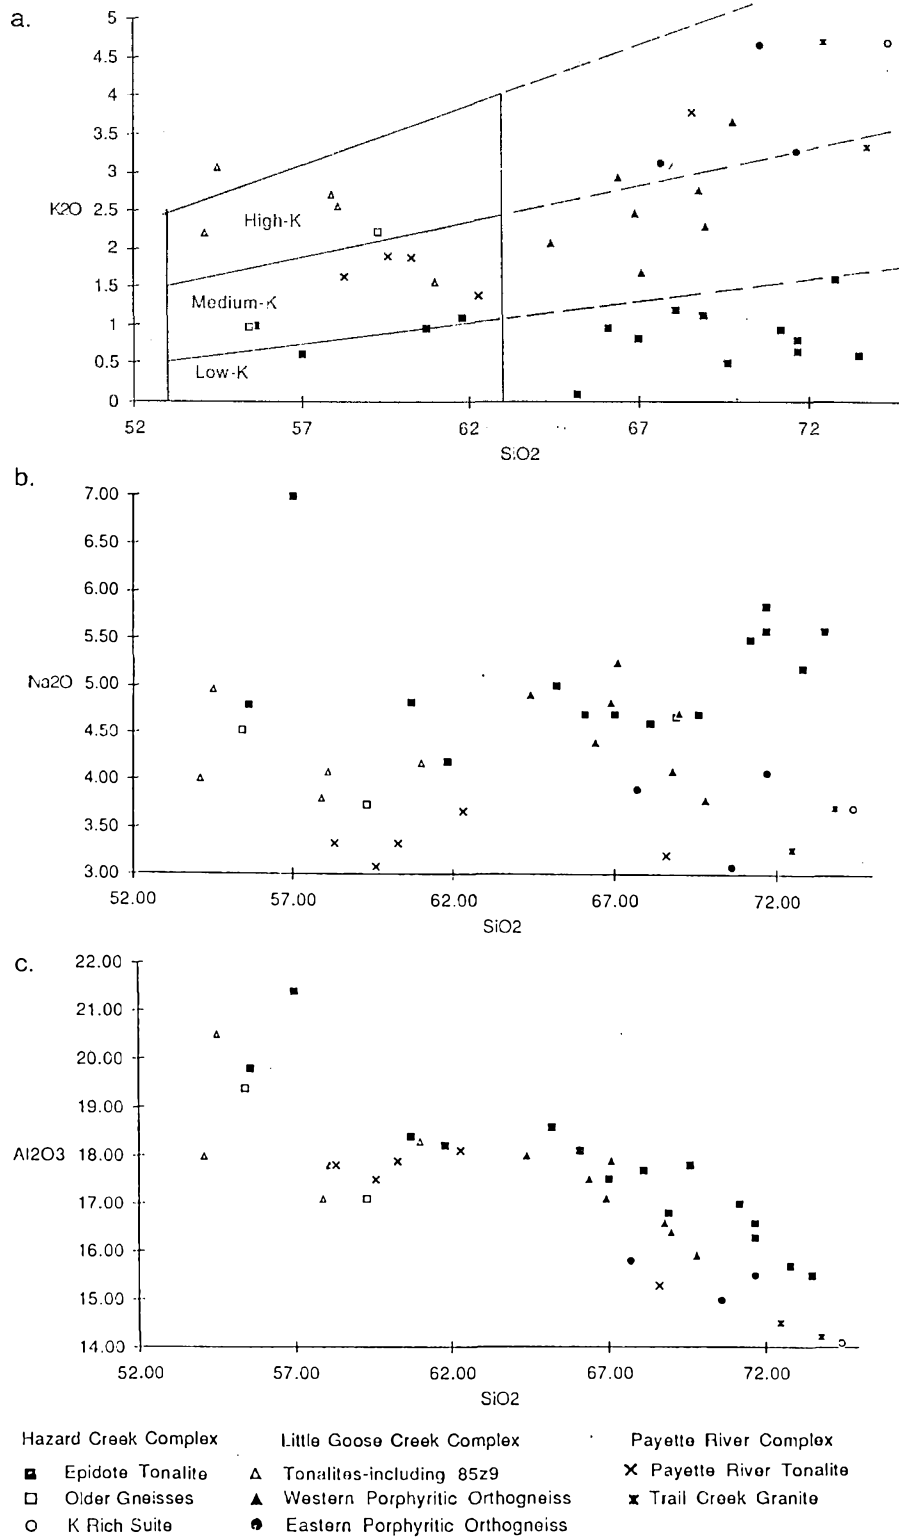 a.
5
4.5
4
3.5
3
2.5
K2O
2
1.5
1
0.5
0
High-K
Medium-K
Low-K
52
57
62
67
72
SiO2
b.
7.00
6.50
6.00
5.50
5.00
Na2O
4.50
4.00
3.50
3.00
52.00
57.00
62.00
67.00
72.00
SiO2
c.
22.00
21.00
20.00
19.00
18.00
Al2O3
17.00
16.00
15.00
14.00
52.00
57.00
62.00
67.00
72.00
SiO2
Hazard Creek Complex
Epidote Tonalite
Older Gneisses
K Rich Suite
Little Goose Creek Complex
Tonalites-including 85z9
Western Porphyritic Orthogneiss
Eastern Porphyritic Orthogneiss
Payette River Complex
Payette River Tonalite
Trail Creek Granite